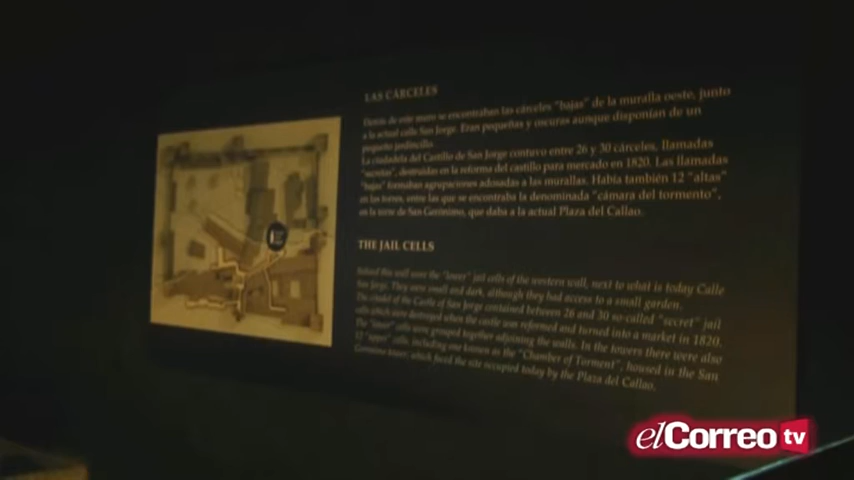 LAS CÁRCELES
Detrás de este muro se encontraban las cárceles "bajas" de la muralla oeste, junto
a la actual calle San Jorge. Eran pequeñas y oscuras aunque disponían de un
pequeño jardincillo.
La ciudadela del Castillo de San Jorge contuvo entre 26 y 30 cárceles, llamadas
"secretas", destruidas en la reforma del castillo para mercado en 1820. Las llamadas
"bajas" formaban agrupaciones adosadas a las murallas. Había también 12 "altas"
en las torres, entre las que se encontraba la denominada "cámara del tormento",
en la torre de San Gerónimo, que daba a la actual Plaza del Callao.
THE JAIL CELLS
Behind this wall were the "lower" jail cells of the western wall, next to what is today Calle
San Jorge. They were small and dark, although they had access to a small garden.
The citadel of the Castle of San Jorge contained between 26 and 30 so-called "secret" jail
cells which were destroyed when the castle was reformed and turned into a market in 1820.
The "lower" cells were grouped together adjoining the walls. In the towers there were also
12 "upper" cells, including one known as the "Chamber of Torment", housed in the San
Geronimo tower, which faced the site occupied today by the Plaza del Callao.
elCorreo tv